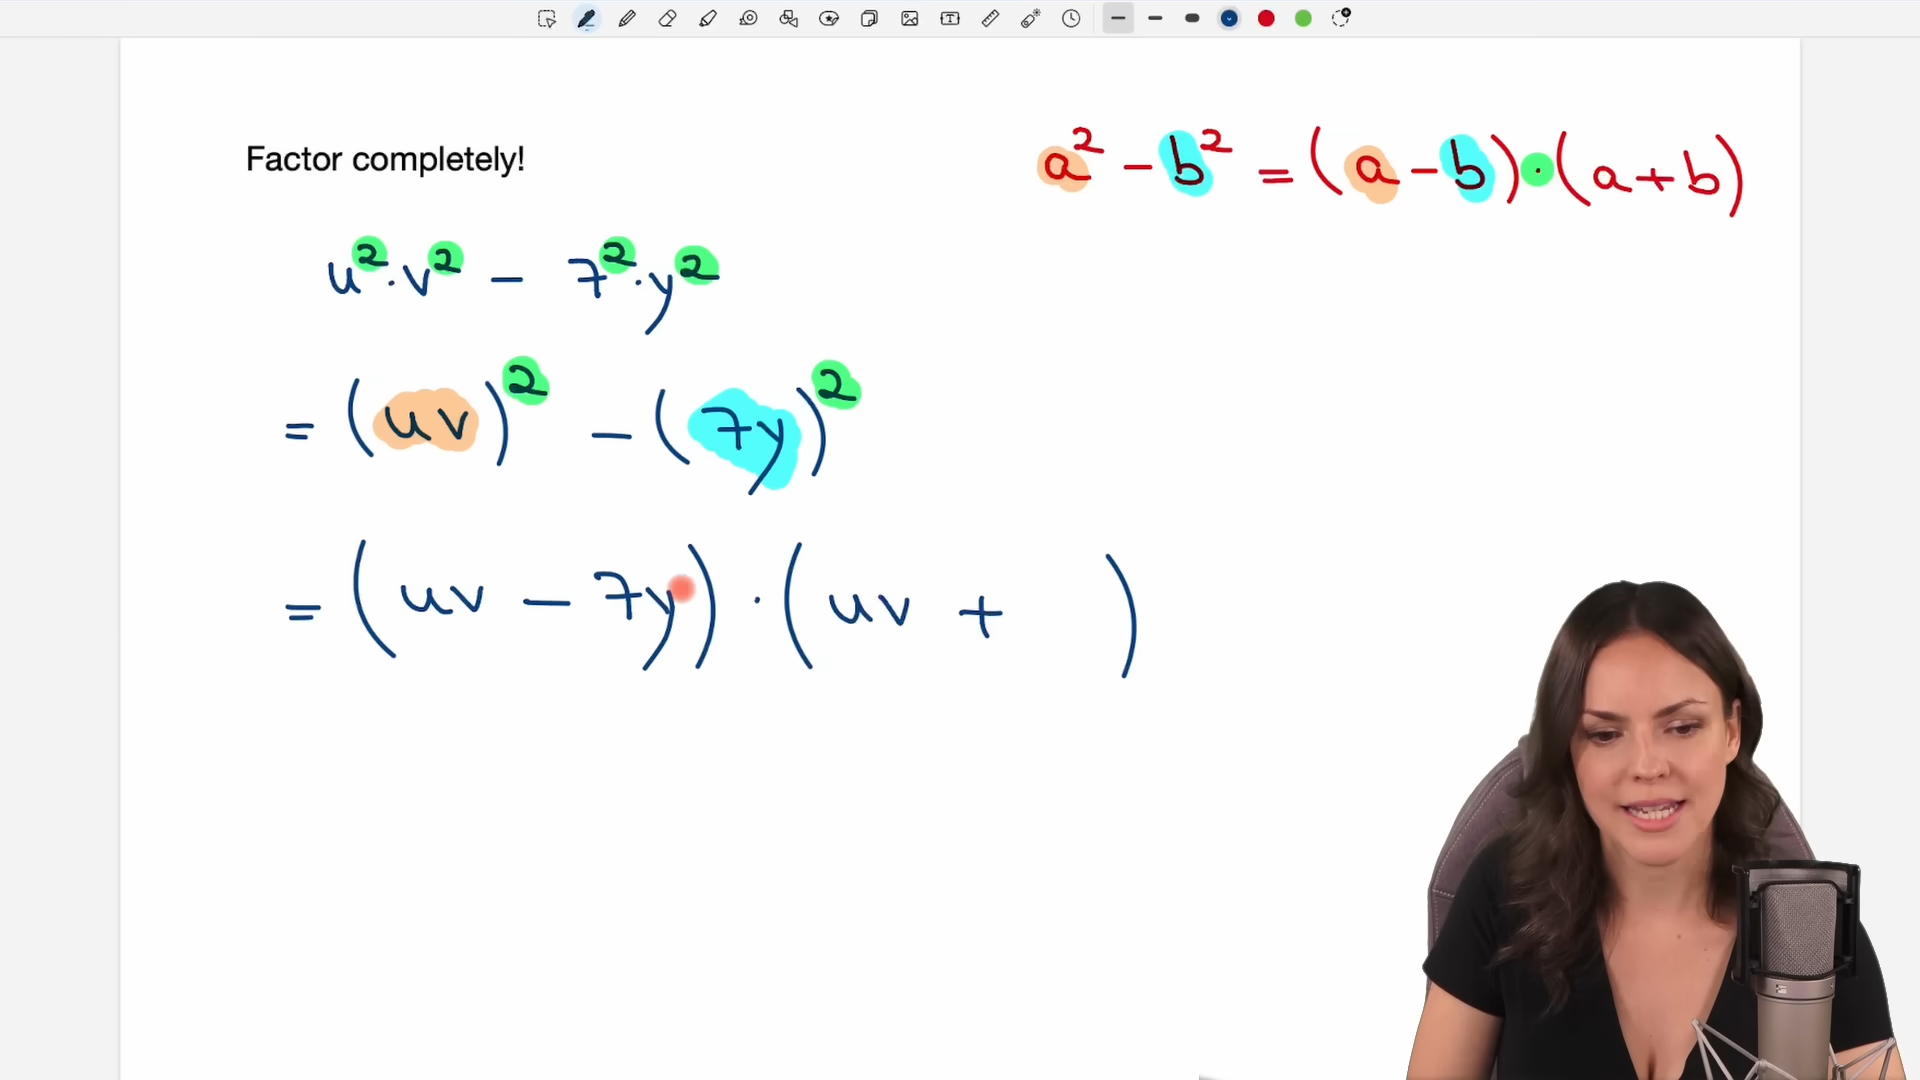 Factor completely!
a² - b² = (a - b) · (a + b)
u² · v² - 7² · y²
= (uv)² - (7y)²
= (uv - 7y) · (uv + )